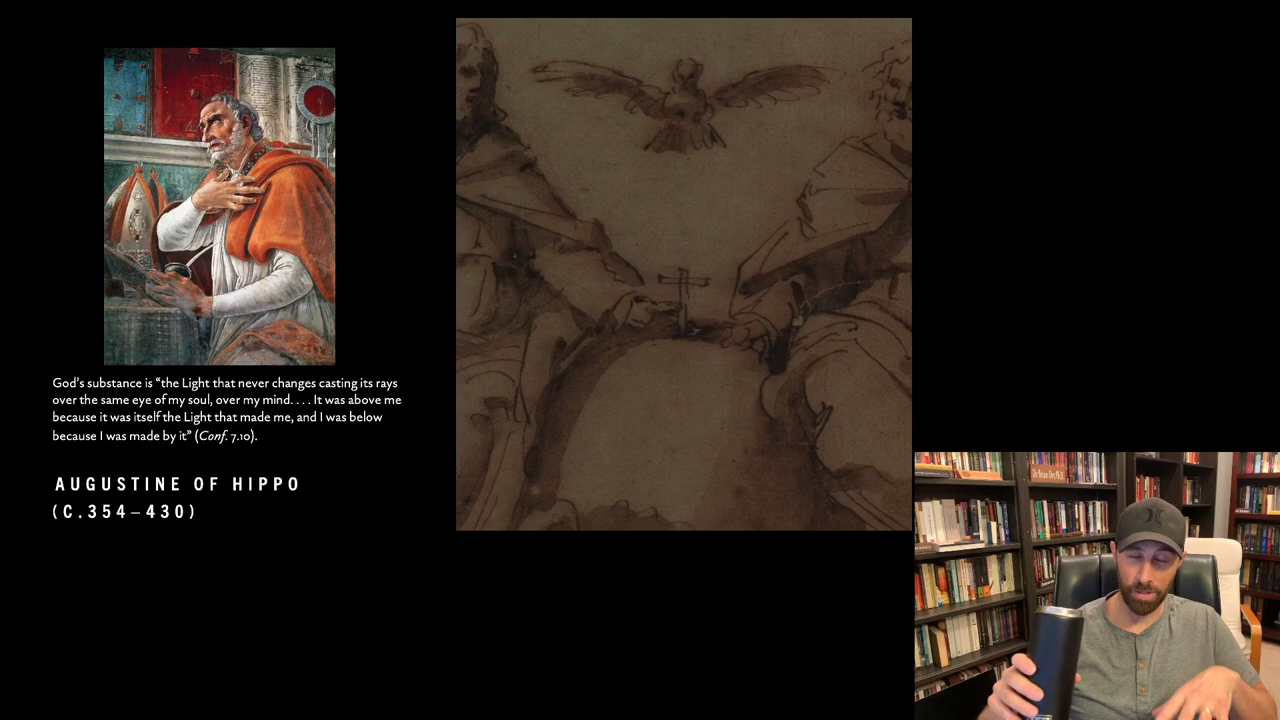 God's substance is “the Light that never changes casting its rays
over the same eye of my soul, over my mind. . . . It was above me
because it was itself the Light that made me, and I was below
because I was made by it” (Conf. 7.10).
AUGUSTINE OF HIPPO
(C.354–430)